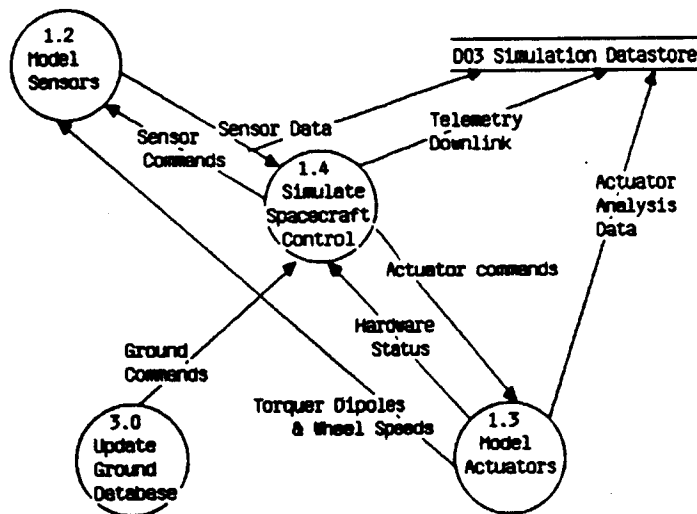 1.2
Model
Sensors
D03 Simulation Datastore
Sensor Data
Sensor
Commands
Telemetry
Downlink
1.4
Simulate
Spacecraft
Control
Actuator
Analysis
Data
Actuator commands
Hardware
Status
Ground
Commands
Torquer Dipoles
& Wheel Speeds
3.0
Update
Ground
Database
1.3
Model
Actuators